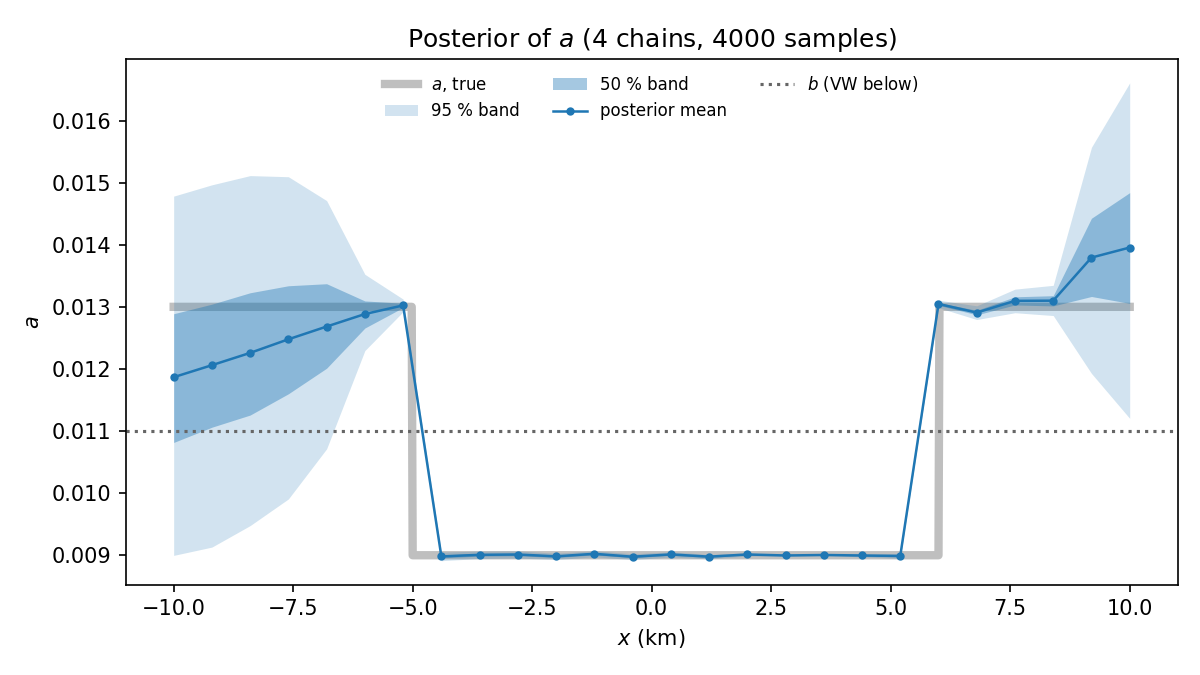 Posterior of a (4 chains, 4000 samples)
a, true
95 % band
50 % band
posterior mean
b (VW below)
a
0.016
0.015
0.014
0.013
0.012
0.011
0.010
0.009
−10.0 −7.5 −5.0 −2.5 0.0 2.5 5.0 7.5 10.0
x (km)